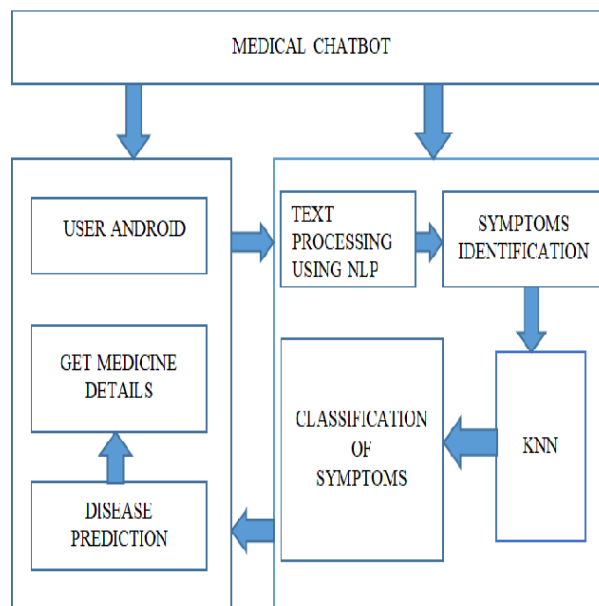 MEDICAL CHATBOT
USER ANDROID
TEXT
PROCESSING
USING NLP
SYMPTOMS
IDENTIFICATION
GET MEDICINE
DETAILS
CLASSIFICATION
OF
SYMPTOMS
KNN
DISEASE
PREDICTION